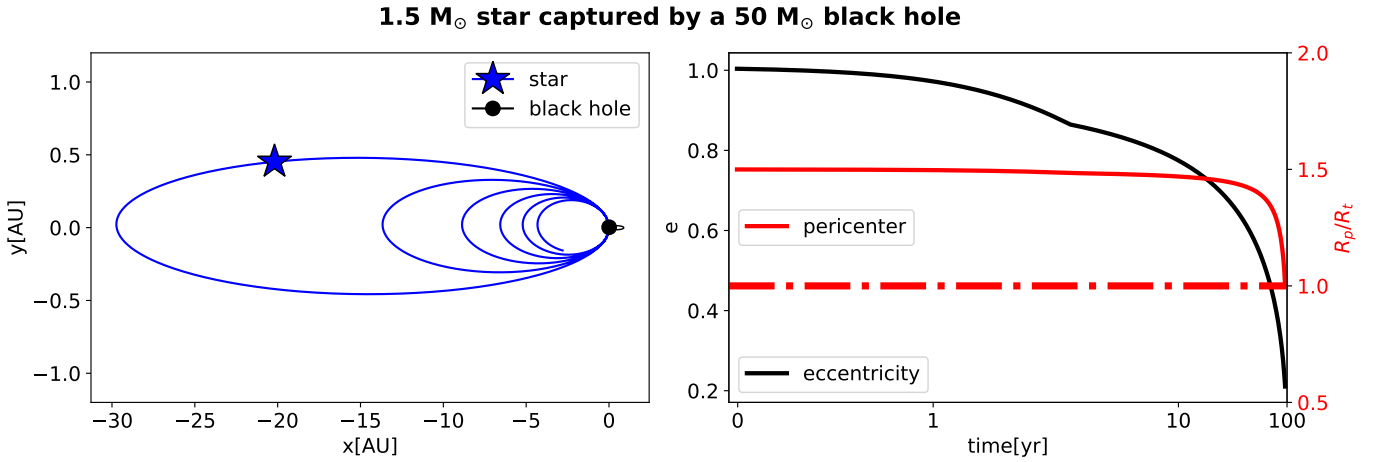 1.5 M☉ star captured by a 50 M☉ black hole
star
black hole
1.0
0.5
0.0
−0.5
−1.0
y[AU]
−30
−25
−20
−15
−10
−5
0
x[AU]
1.0
0.8
0.6
0.4
0.2
e
pericenter
eccentricity
0
1
10
100
time[yr]
2.0
1.5
1.0
0.5
Rp/Rt